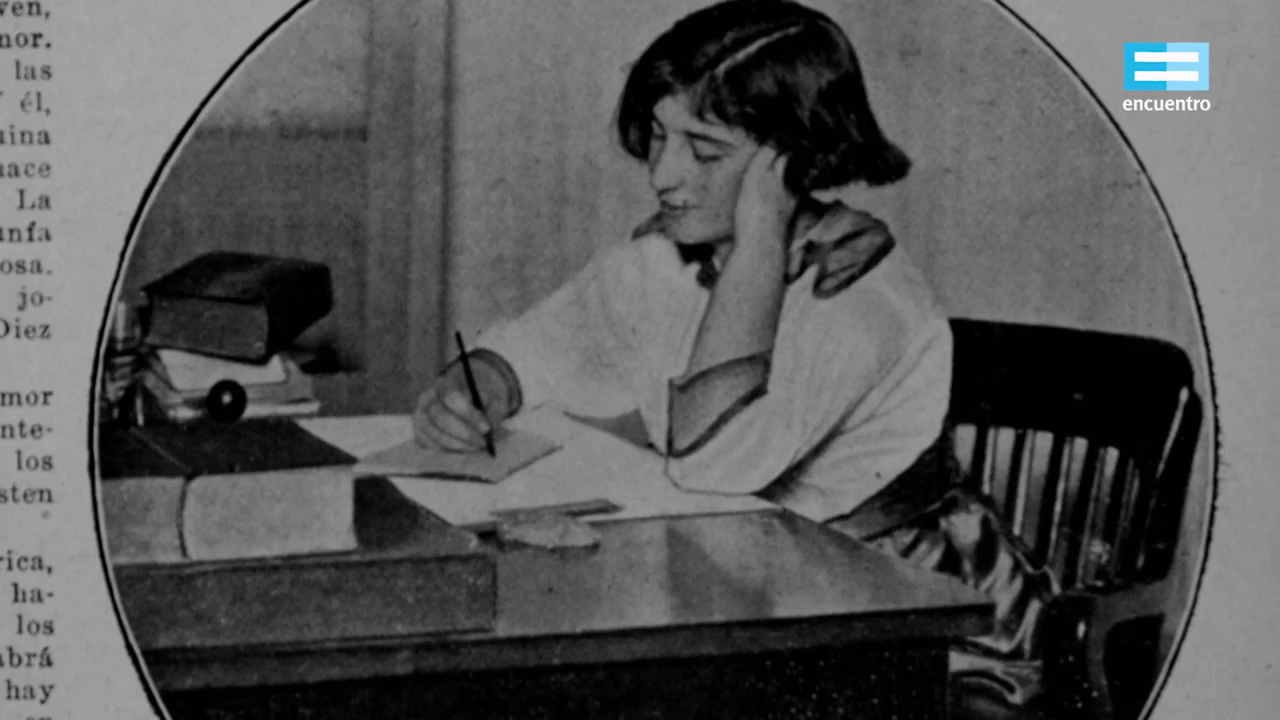 ven,
nor.
las
él,
uina
hace
La
unfa
osa.
jo-
Diez
mor
nte-
los
sten
rica,
ha-
los
abrá
hay
encuentro